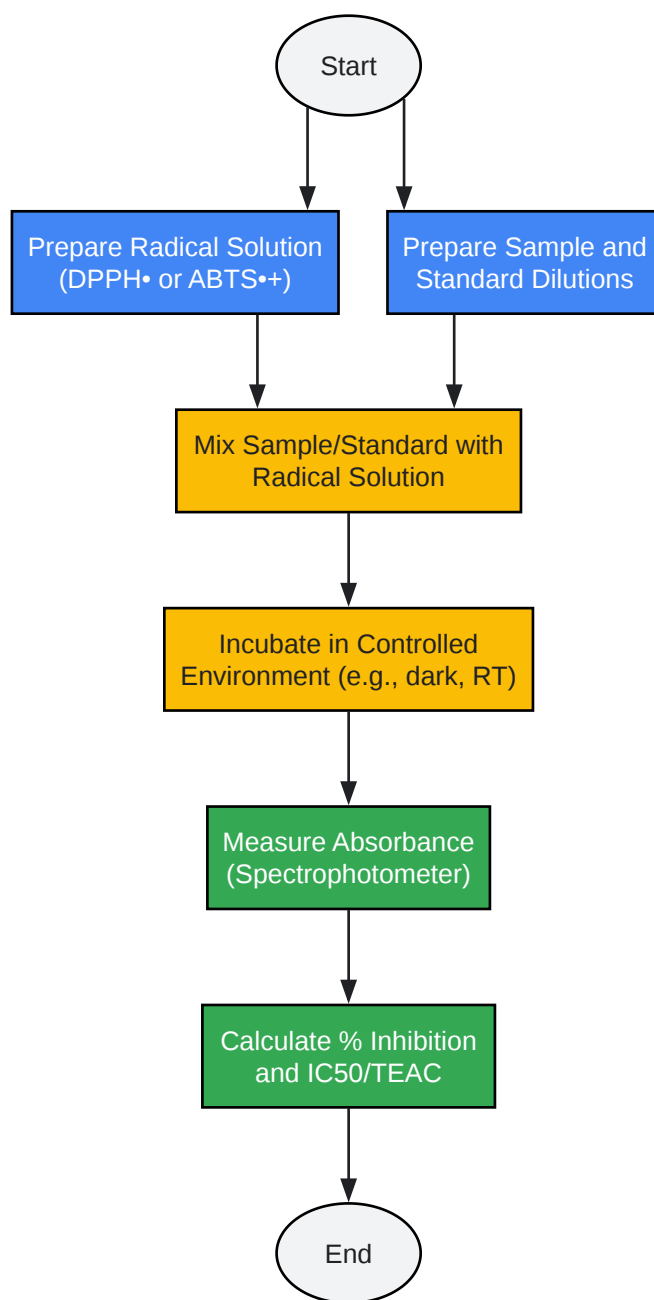 Start
Prepare Radical Solution
(DPPH• or ABTS•+)
Prepare Sample and
Standard Dilutions
Mix Sample/Standard with
Radical Solution
Incubate in Controlled
Environment (e.g., dark, RT)
Measure Absorbance
(Spectrophotometer)
Calculate % Inhibition
and IC50/TEAC
End